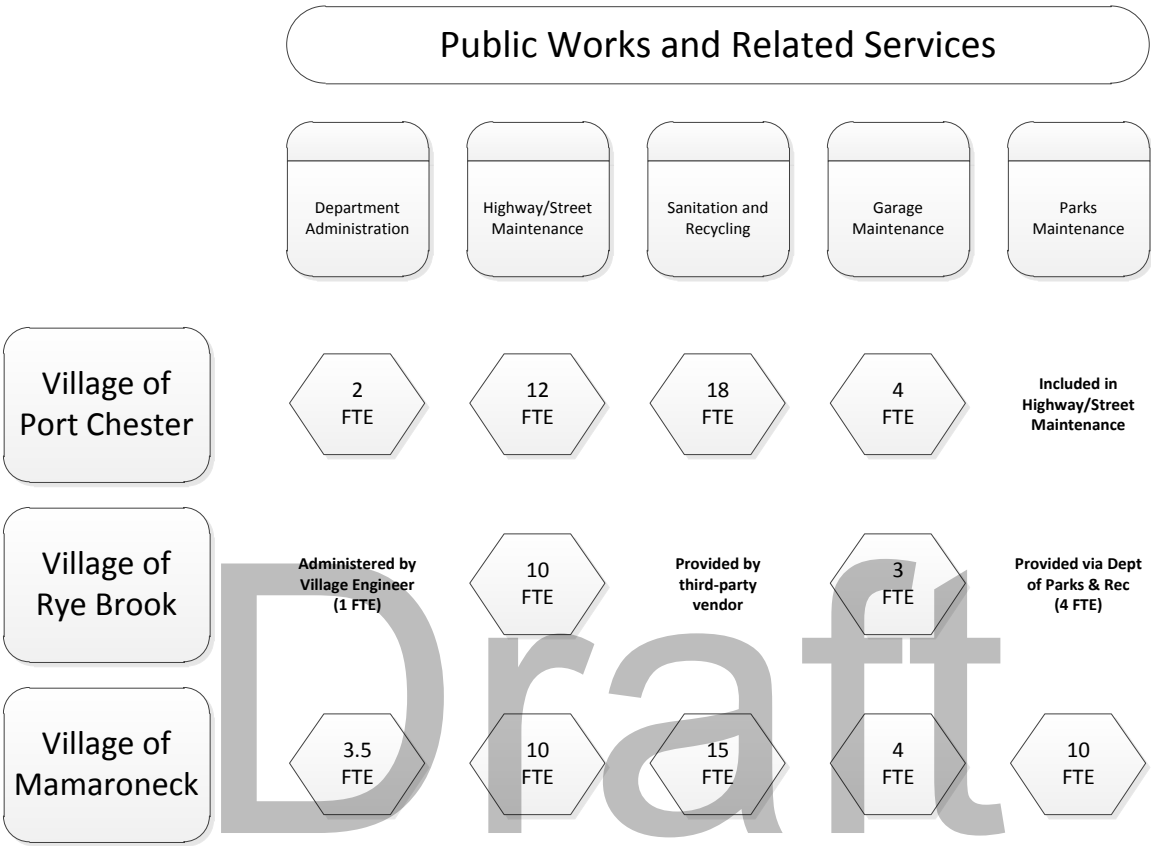 Public Works and Related Services
Department
Administration
Highway/Street
Maintenance
Sanitation and
Recycling
Garage
Maintenance
Parks
Maintenance
Village of
Port Chester
2
FTE
12
FTE
18
FTE
4
FTE
Included in
Highway/Street
Maintenance
Village of
Rye Brook
Administered by
Village Engineer
(1 FTE)
10
FTE
Provided by
third-party
vendor
3
FTE
Provided via Dept
of Parks & Rec
(4 FTE)
Village of
Mamaroneck
3.5
FTE
10
FTE
15
FTE
4
FTE
10
FTE
Draft